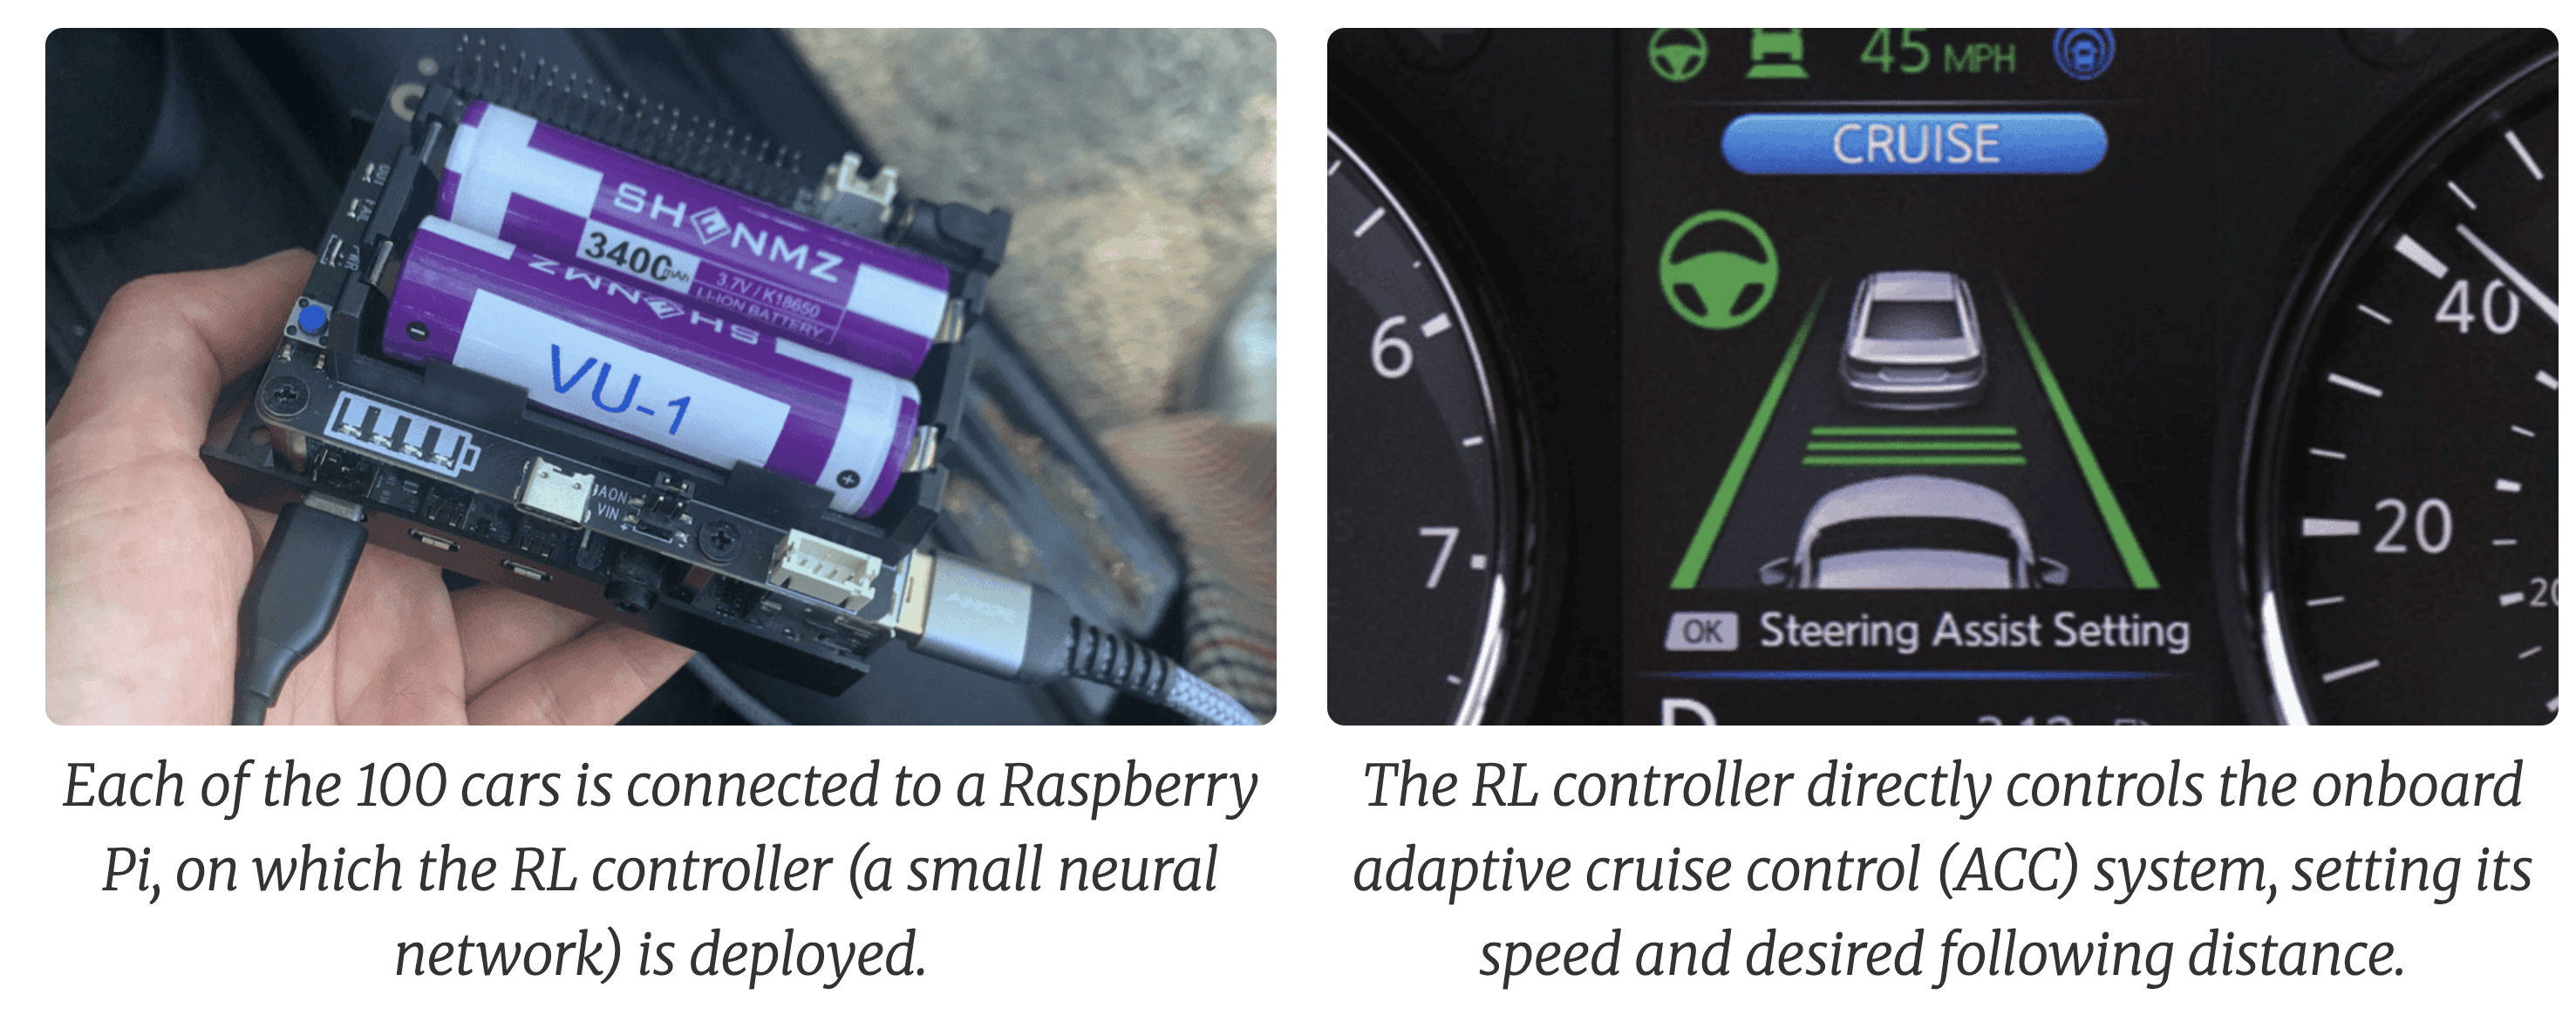 SHENMZ
3400mAh
3.7V / K18650
LI-ION BATTERY
SHENMZ
VU-1
VIN
45 MPH
CRUISE
6
7
40
20
20
OK Steering Assist Setting
D
Each of the 100 cars is connected to a Raspberry
Pi, on which the RL controller (a small neural
network) is deployed.
The RL controller directly controls the onboard
adaptive cruise control (ACC) system, setting its
speed and desired following distance.